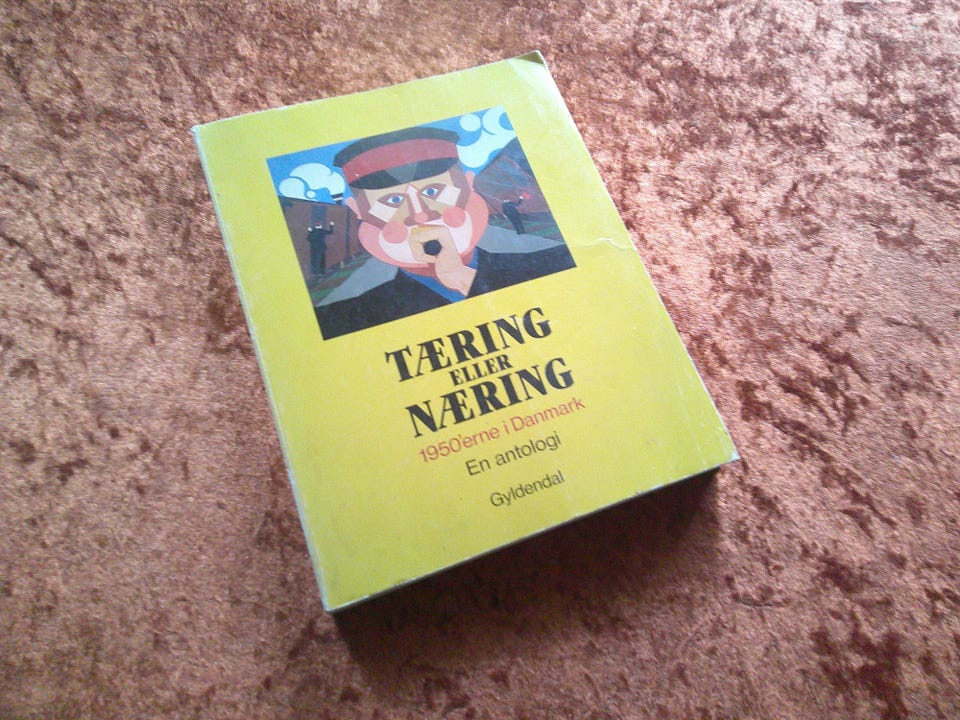 TÆRING
ELLER
NÆRING
1950'erne i Danmark
En antologi
Gyldendal